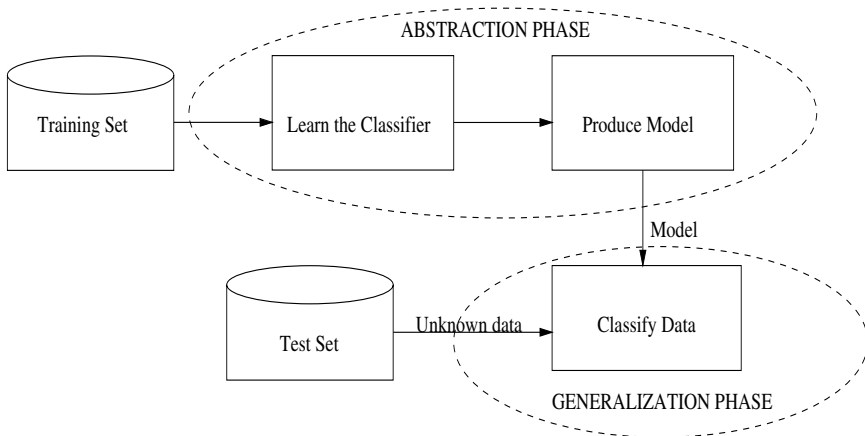 ABSTRACTION PHASE
Training Set
Learn the Classifier
Produce Model
Model
Unknown data
Classify Data
Test Set
GENERALIZATION PHASE